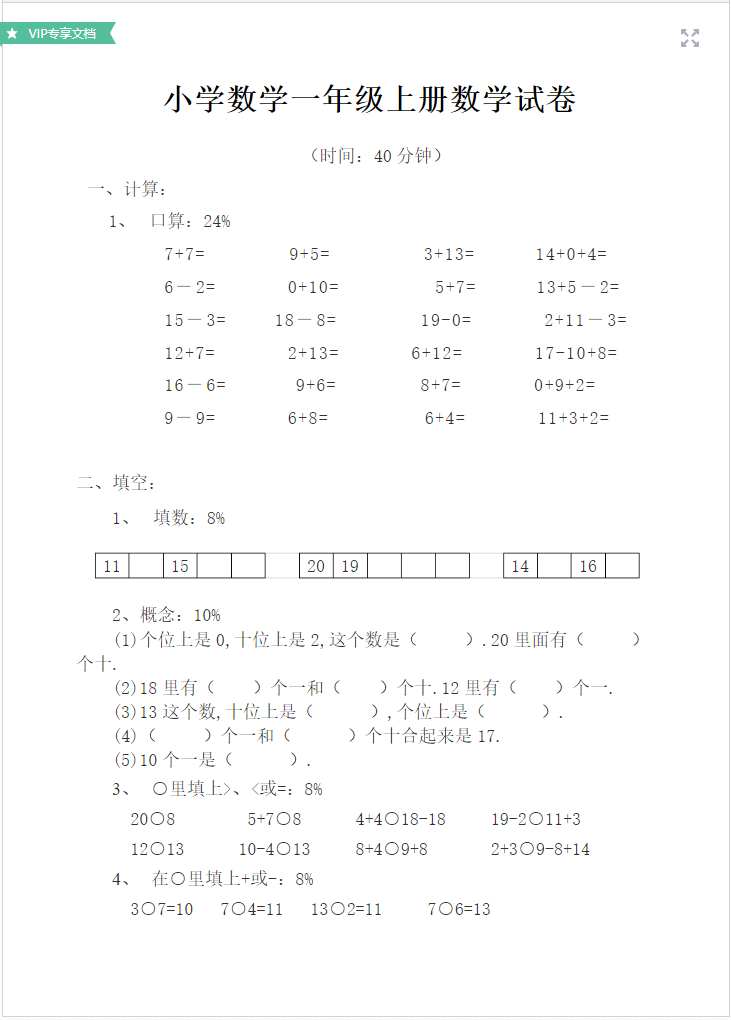 VIP专享文档
小学数学一年级上册数学试卷
（时间：40 分钟）
一、计算：
1、 口算：24%
7+7= 9+5= 3+13= 14+0+4=
6－2= 0+10= 5+7= 13+5－2=
15－3= 18－8= 19-0= 2+11－3=
12+7= 2+13= 6+12= 17-10+8=
16－6= 9+6= 8+7= 0+9+2=
9－9= 6+8= 6+4= 11+3+2=
二、填空：
1、 填数：8%
11 15 20 19 14 16
2、概念：10%
(1)个位上是 0,十位上是 2,这个数是（ ）.20 里面有（ ）
个十.
(2)18 里有（ ）个一和（ ）个十.12 里有（ ）个一.
(3)13 这个数,十位上是（ ）,个位上是（ ）.
(4)（ ）个一和（ ）个十合起来是 17.
(5)10 个一是（ ）.
3、 〇里填上>、<或=：8%
20〇8 5+7〇8 4+4〇18-18 19-2〇11+3
12〇13 10-4〇13 8+4〇9+8 2+3〇9-8+14
4、 在〇里填上+或-：8%
3〇7=10 7〇4=11 13〇2=11 7〇6=13